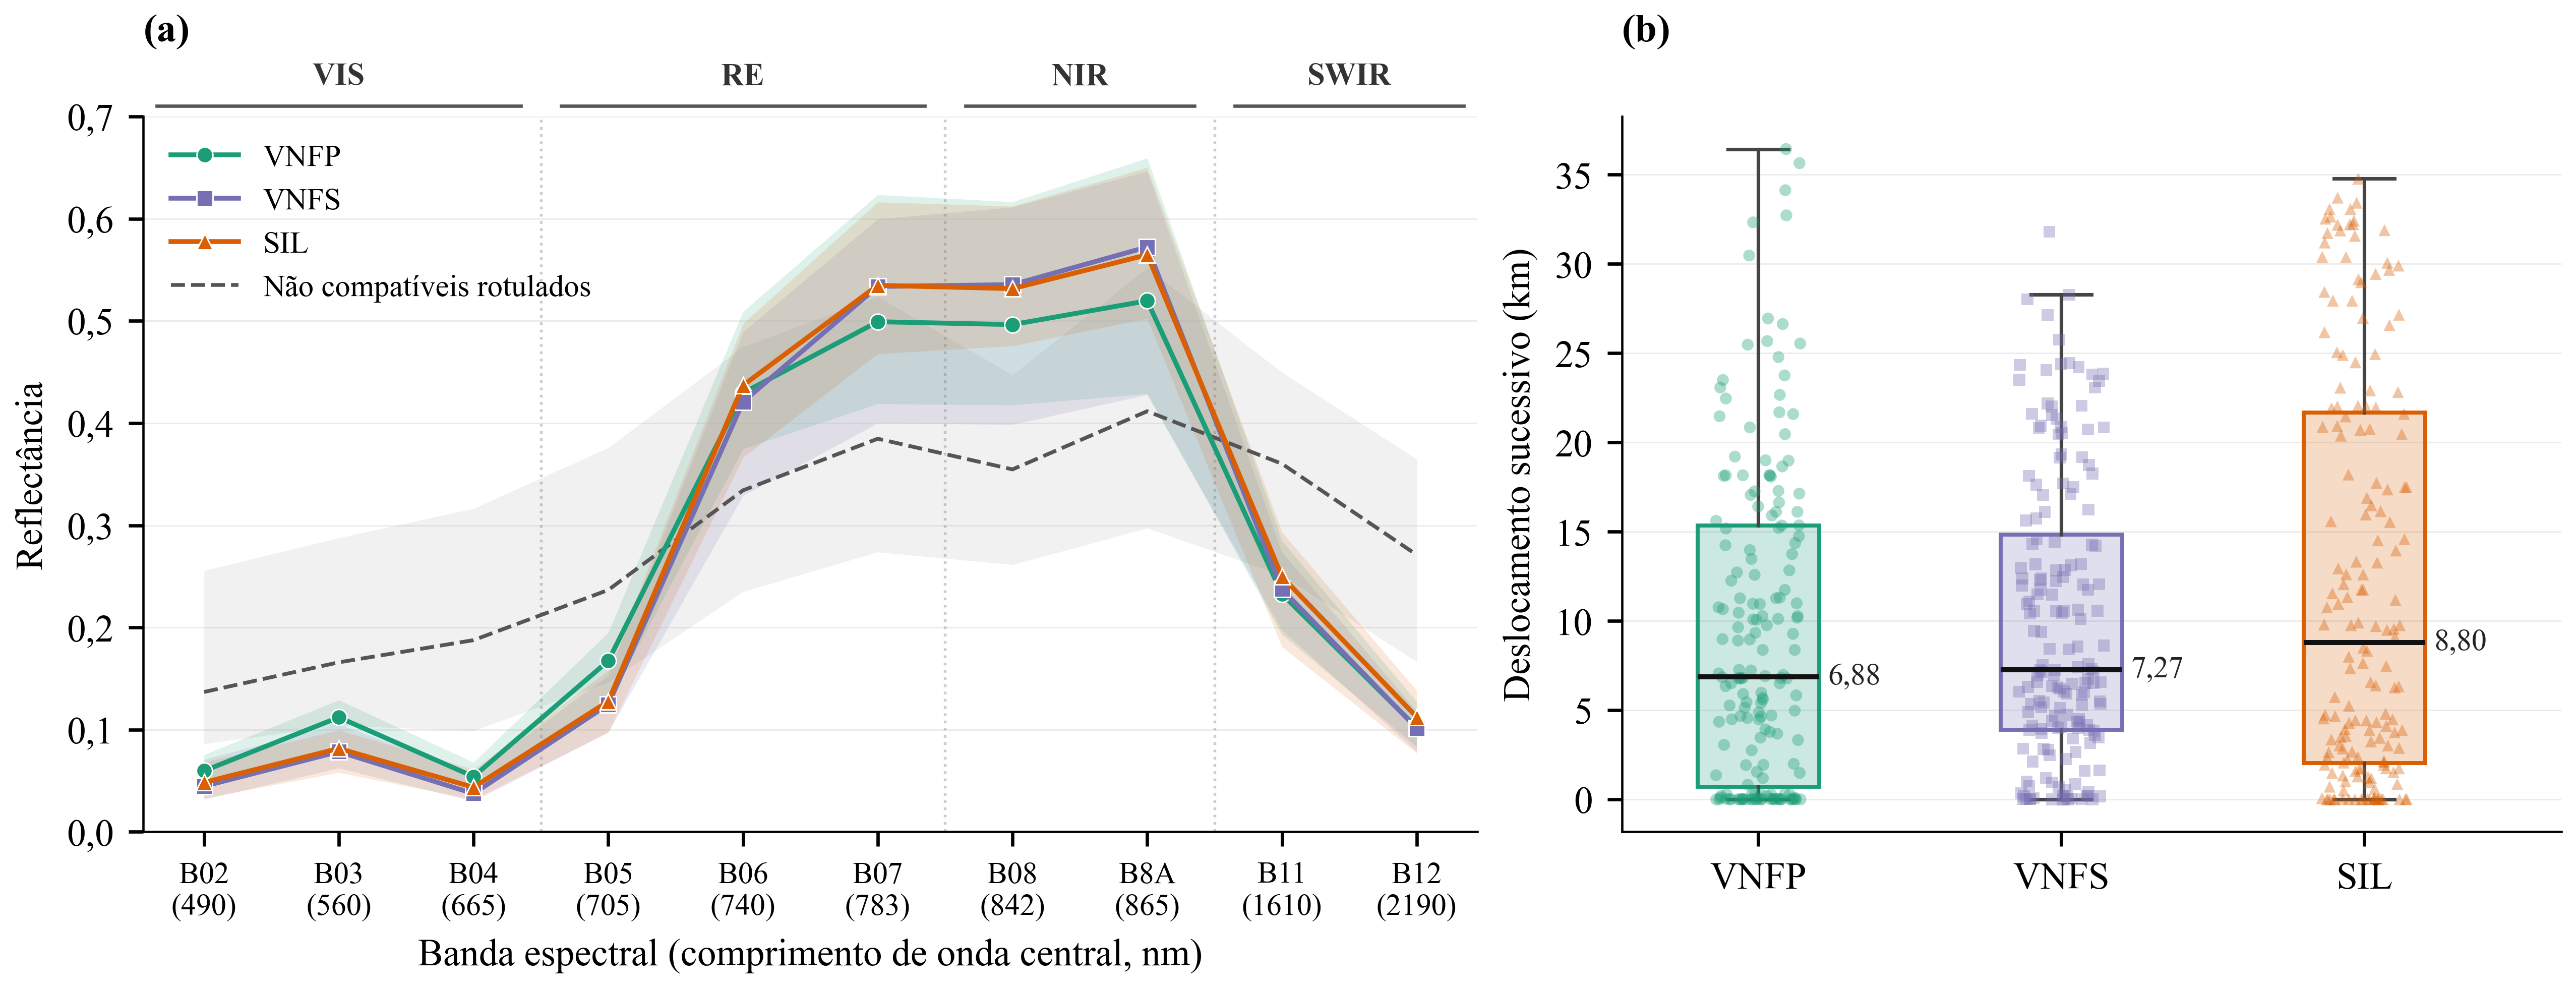 (a)
VIS RE NIR SWIR
0,7
0,6
0,5
0,4
0,3
0,2
0,1
0,0
Reflectância
VNFP
VNFS
SIL
Não compatíveis rotulados
B02 B03 B04 B05 B06 B07 B08 B8A B11 B12
(490) (560) (665) (705) (740) (783) (842) (865) (1610) (2190)
Banda espectral (comprimento de onda central, nm)
(b)
35
30
25
20
15
10
5
0
Deslocamento sucessivo (km)
6,88
7,27
8,80
VNFP VNFS SIL